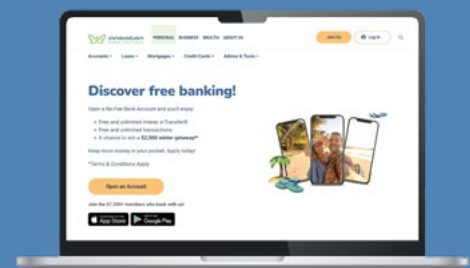 innovation
PERSONAL BUSINESS WEALTH ABOUT US
Join Us
Log In
Accounts Loans Mortgages Credit Cards Advice & Tools
Discover free banking!
Open a No-Fee Bank Account and you'll enjoy:
• Free and unlimited Interac e-Transfer®
• Free and unlimited transactions
• A chance to win a $2,500 winter getaway!*
Keep more money in your pocket. Apply today!
*Terms & Conditions Apply
Open an Account
Join the 67,000+ members who bank with us!
App Store
Google Play